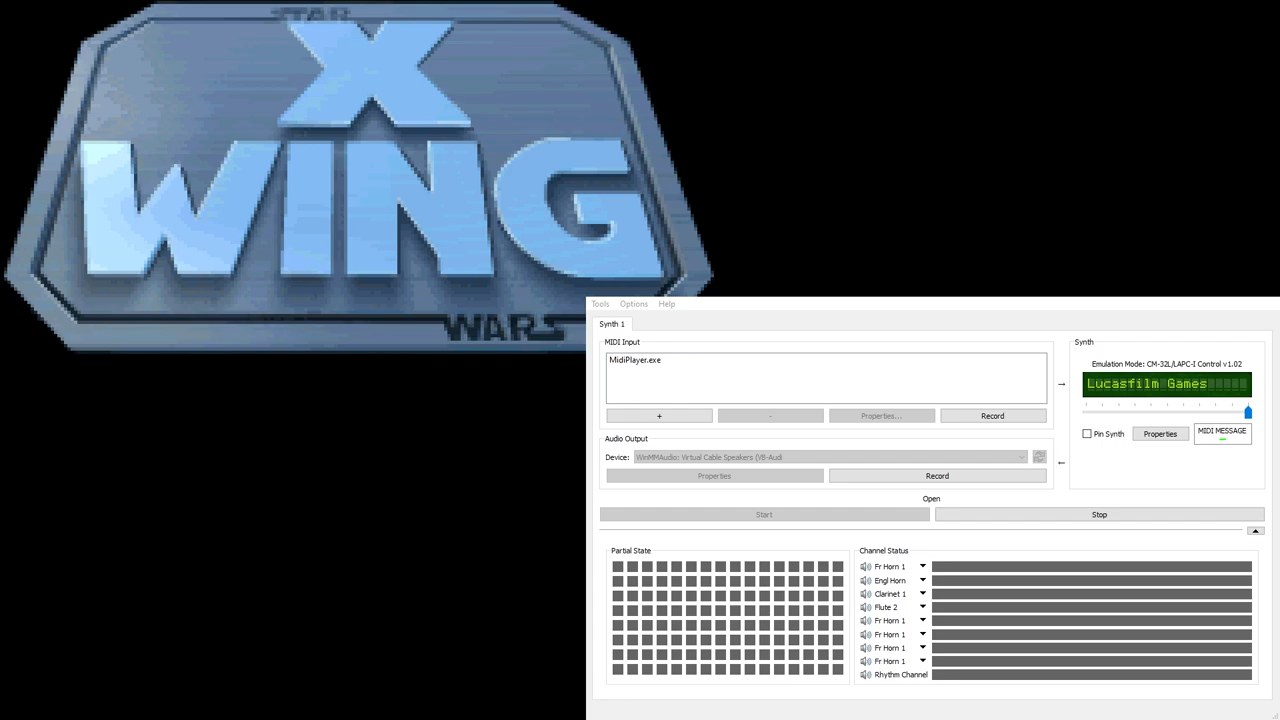 STAR
X
WING
WARS
Tools Options Help
Synth 1
MIDI Input
MidiPlayer.exe
+ - Properties... Record
Audio Output
Device: WinMMAudio: Virtual Cable Speakers (VB-Audi
Properties Record
Synth
Emulation Mode: CM-32L/LAPC-I Control v1.02
Lucasfilm Games
Pin Synth Properties MIDI MESSAGE
Open
Start Stop
Partial State
Channel Status
Fr Horn 1
Engl Horn
Clarinet 1
Flute 2
Fr Horn 1
Fr Horn 1
Fr Horn 1
Fr Horn 1
Rhythm Channel